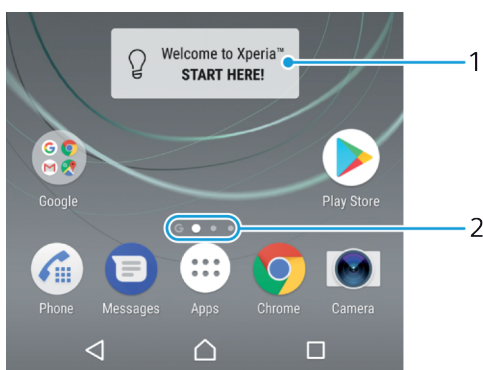 Welcome to Xperia™
START HERE!
1
Google
Play Store
G
2
Phone
Messages
Apps
Chrome
Camera